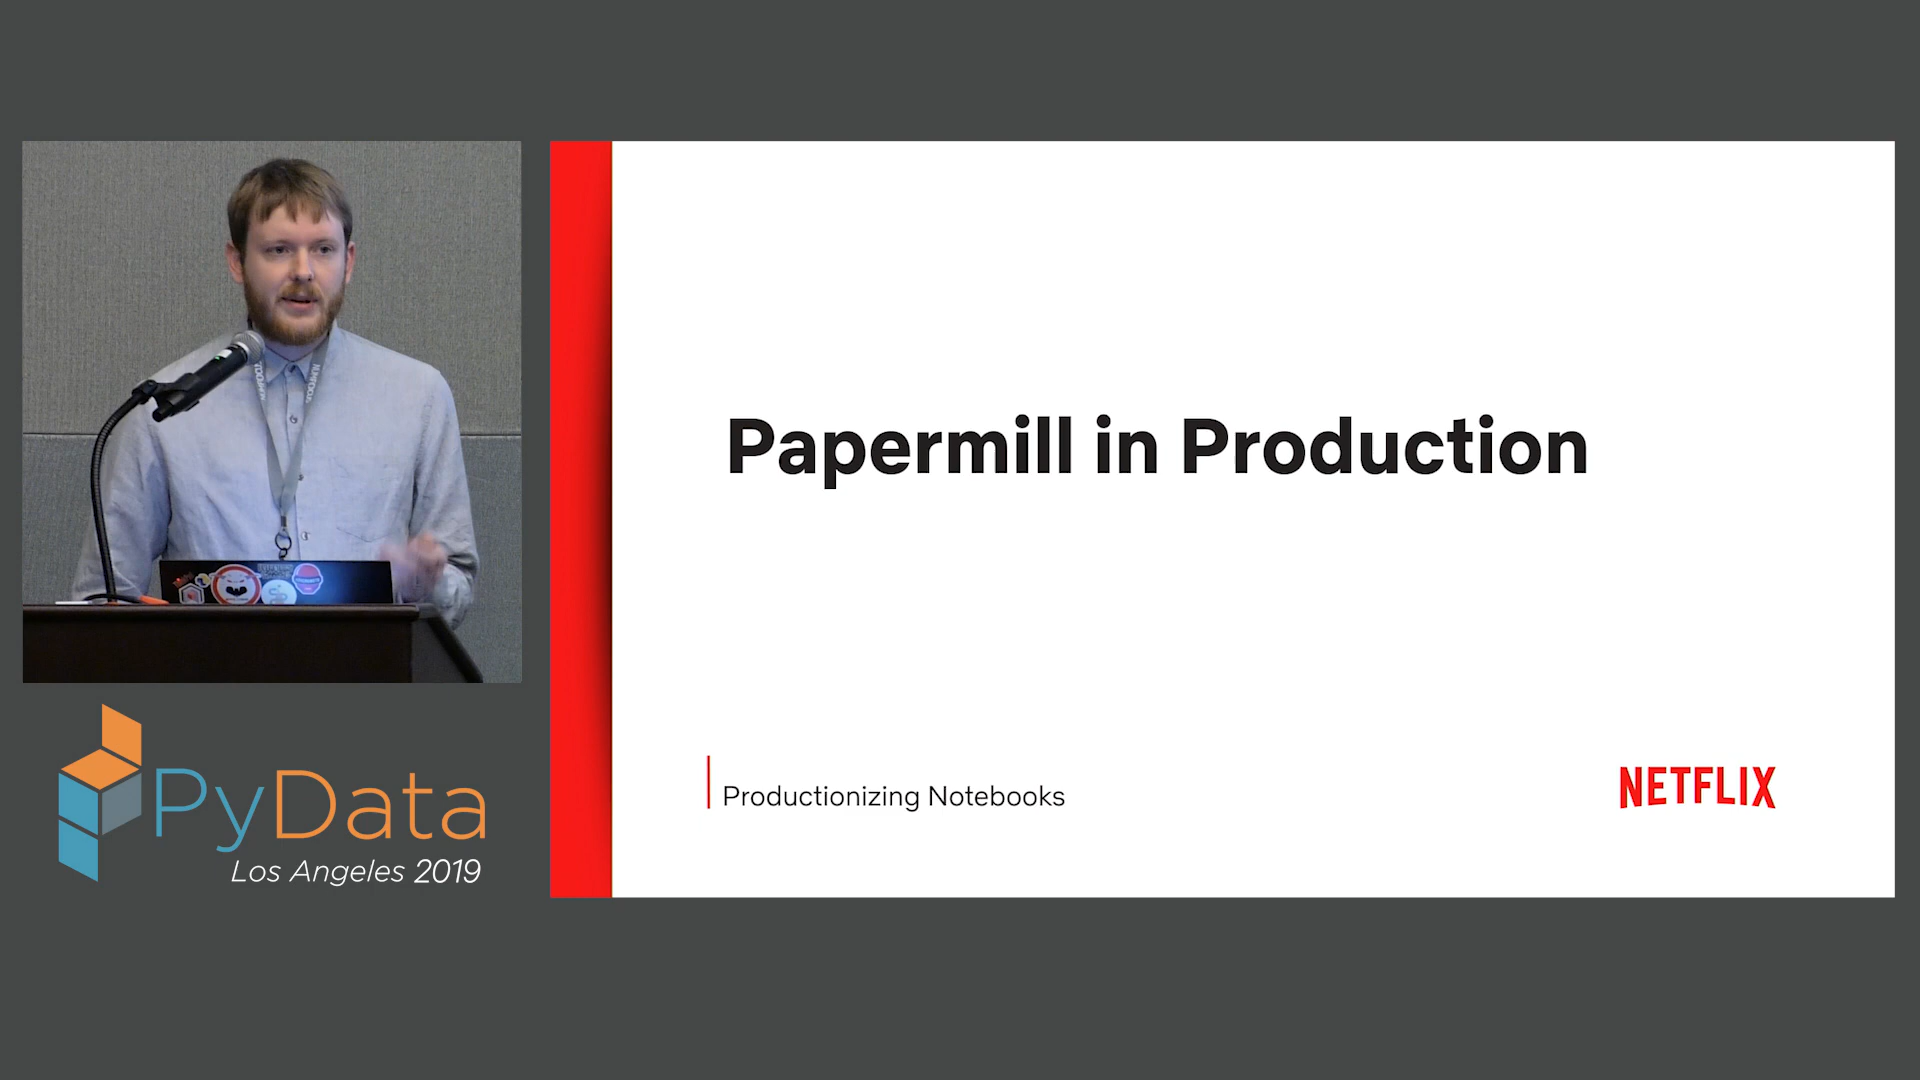 Papermill in Production
Productionizing Notebooks
NETFLIX
PyData
Los Angeles 2019